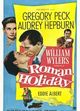 GREGORY PECK
AUDREY HEPBURN
WILLIAM WYLER'S
ROMAN
HOLIDAY
EDDIE ALBERT